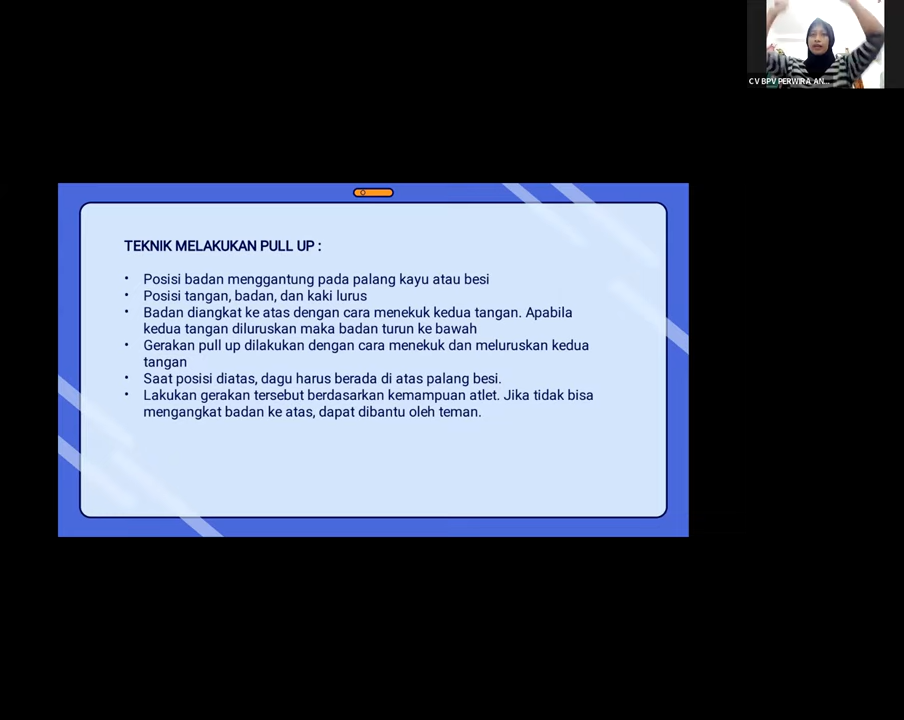 CV BPV PERWIRA_AN...
TEKNIK MELAKUKAN PULL UP :
• Posisi badan menggantung pada palang kayu atau besi
• Posisi tangan, badan, dan kaki lurus
• Badan diangkat ke atas dengan cara menekuk kedua tangan. Apabila
kedua tangan diluruskan maka badan turun ke bawah
• Gerakan pull up dilakukan dengan cara menekuk dan meluruskan kedua
tangan
• Saat posisi diatas, dagu harus berada di atas palang besi.
• Lakukan gerakan tersebut berdasarkan kemampuan atlet. Jika tidak bisa
mengangkat badan ke atas, dapat dibantu oleh teman.